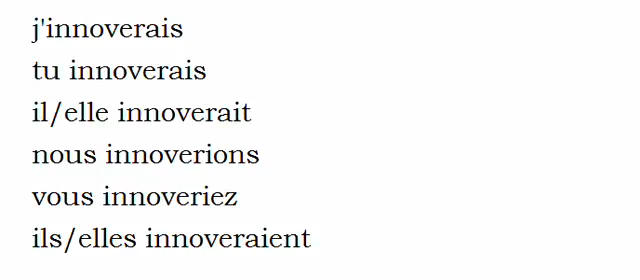 j'innoverais
tu innoverais
il/elle innoverait
nous innoverions
vous innoveriez
ils/elles innoveraient